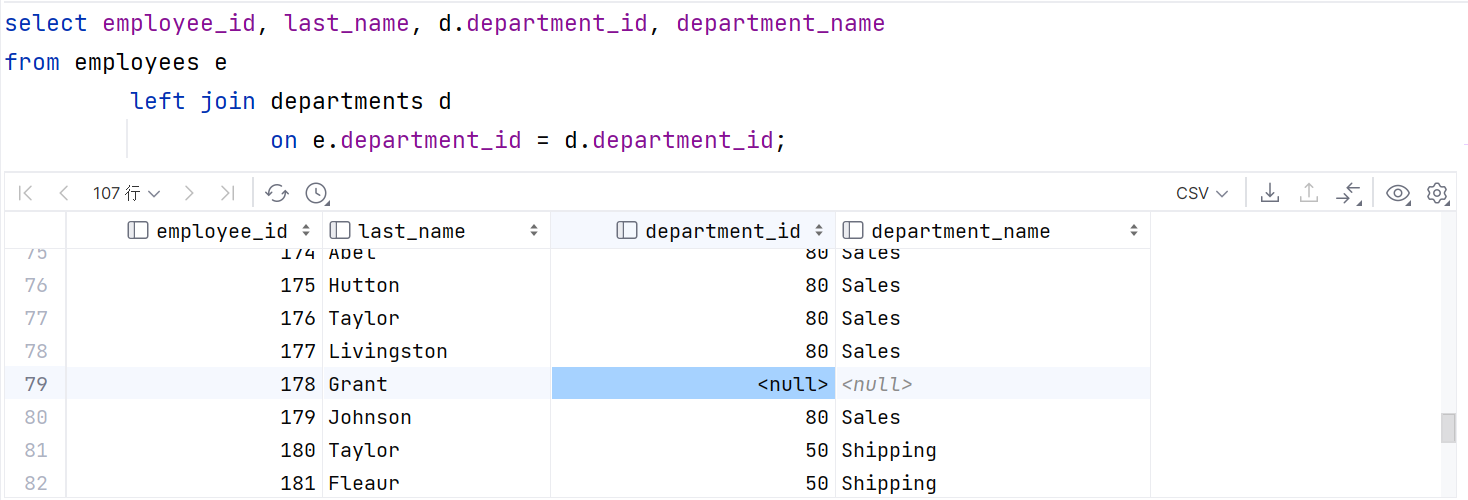 select employee_id, last_name, d.department_id, department_name
from employees e
left join departments d
on e.department_id = d.department_id;
107 行 CSV
employee_id last_name department_id department_name
75 174 Abel 80 Sales
76 175 Hutton 80 Sales
77 176 Taylor 80 Sales
78 177 Livingston 80 Sales
79 178 Grant <null> <null>
80 179 Johnson 80 Sales
81 180 Taylor 50 Shipping
82 181 Fleaur 50 Shipping